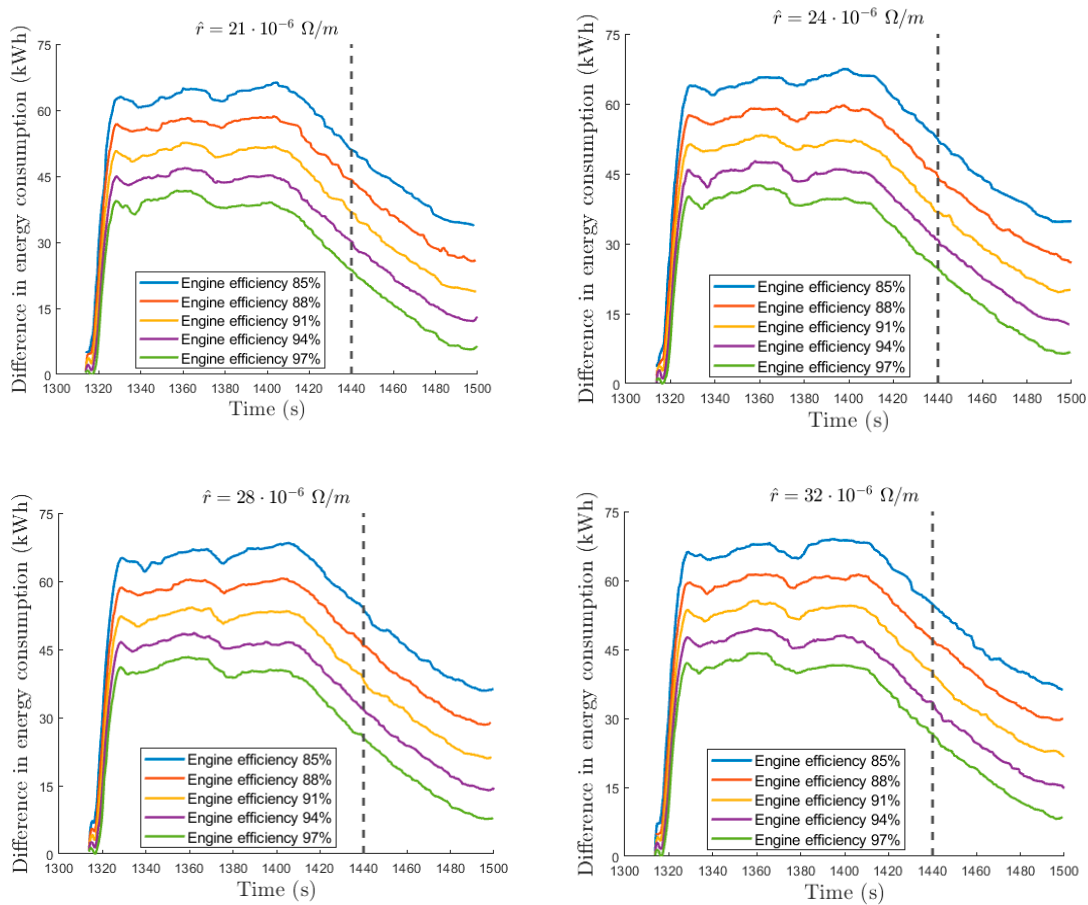 r̂ = 21 · 10⁻⁶ Ω/m
Difference in energy consumption (kWh)
75
60
45
30
15
0
Engine efficiency 85%
Engine efficiency 88%
Engine efficiency 91%
Engine efficiency 94%
Engine efficiency 97%
1300 1320 1340 1360 1380 1400 1420 1440 1460 1480 1500
Time (s)
r̂ = 24 · 10⁻⁶ Ω/m
Difference in energy consumption (kWh)
75
60
45
30
15
0
Engine efficiency 85%
Engine efficiency 88%
Engine efficiency 91%
Engine efficiency 94%
Engine efficiency 97%
1300 1320 1340 1360 1380 1400 1420 1440 1460 1480 1500
Time (s)
r̂ = 28 · 10⁻⁶ Ω/m
Difference in energy consumption (kWh)
75
60
45
30
15
0
Engine efficiency 85%
Engine efficiency 88%
Engine efficiency 91%
Engine efficiency 94%
Engine efficiency 97%
1300 1320 1340 1360 1380 1400 1420 1440 1460 1480 1500
Time (s)
r̂ = 32 · 10⁻⁶ Ω/m
Difference in energy consumption (kWh)
75
60
45
30
15
0
Engine efficiency 85%
Engine efficiency 88%
Engine efficiency 91%
Engine efficiency 94%
Engine efficiency 97%
1300 1320 1340 1360 1380 1400 1420 1440 1460 1480 1500
Time (s)